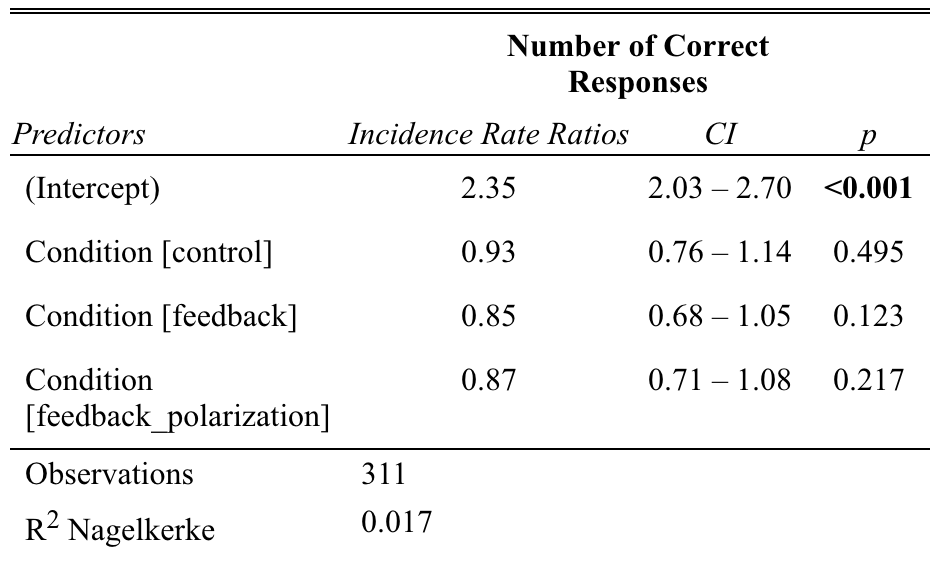 Number of Correct
Responses
Predictors Incidence Rate Ratios CI p
(Intercept) 2.35 2.03 – 2.70 <0.001
Condition [control] 0.93 0.76 – 1.14 0.495
Condition [feedback] 0.85 0.68 – 1.05 0.123
Condition 0.87 0.71 – 1.08 0.217
[feedback_polarization]
Observations 311
R2 Nagelkerke 0.017